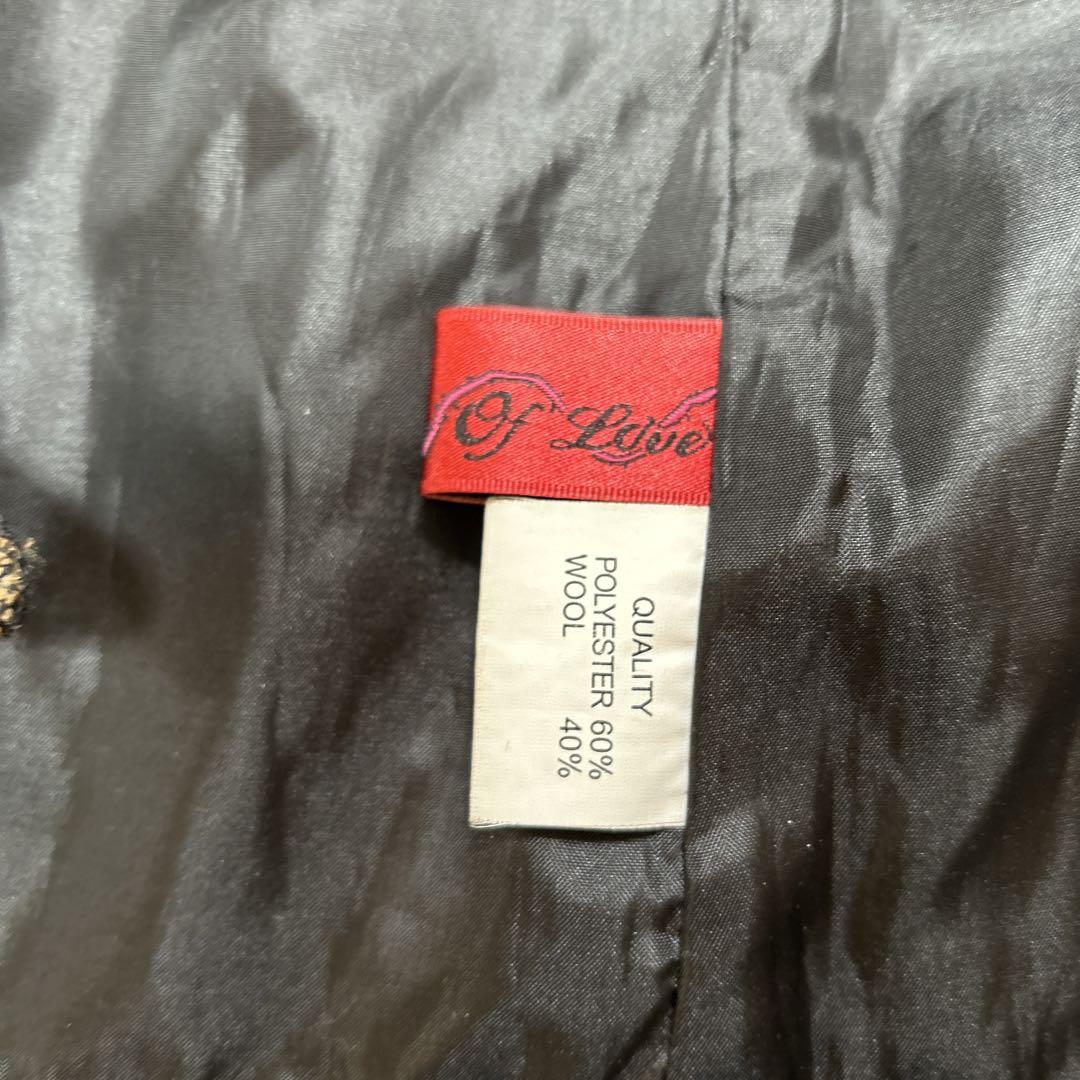 Of Love
QUALITY
POLYESTER 60%
WOOL 40%